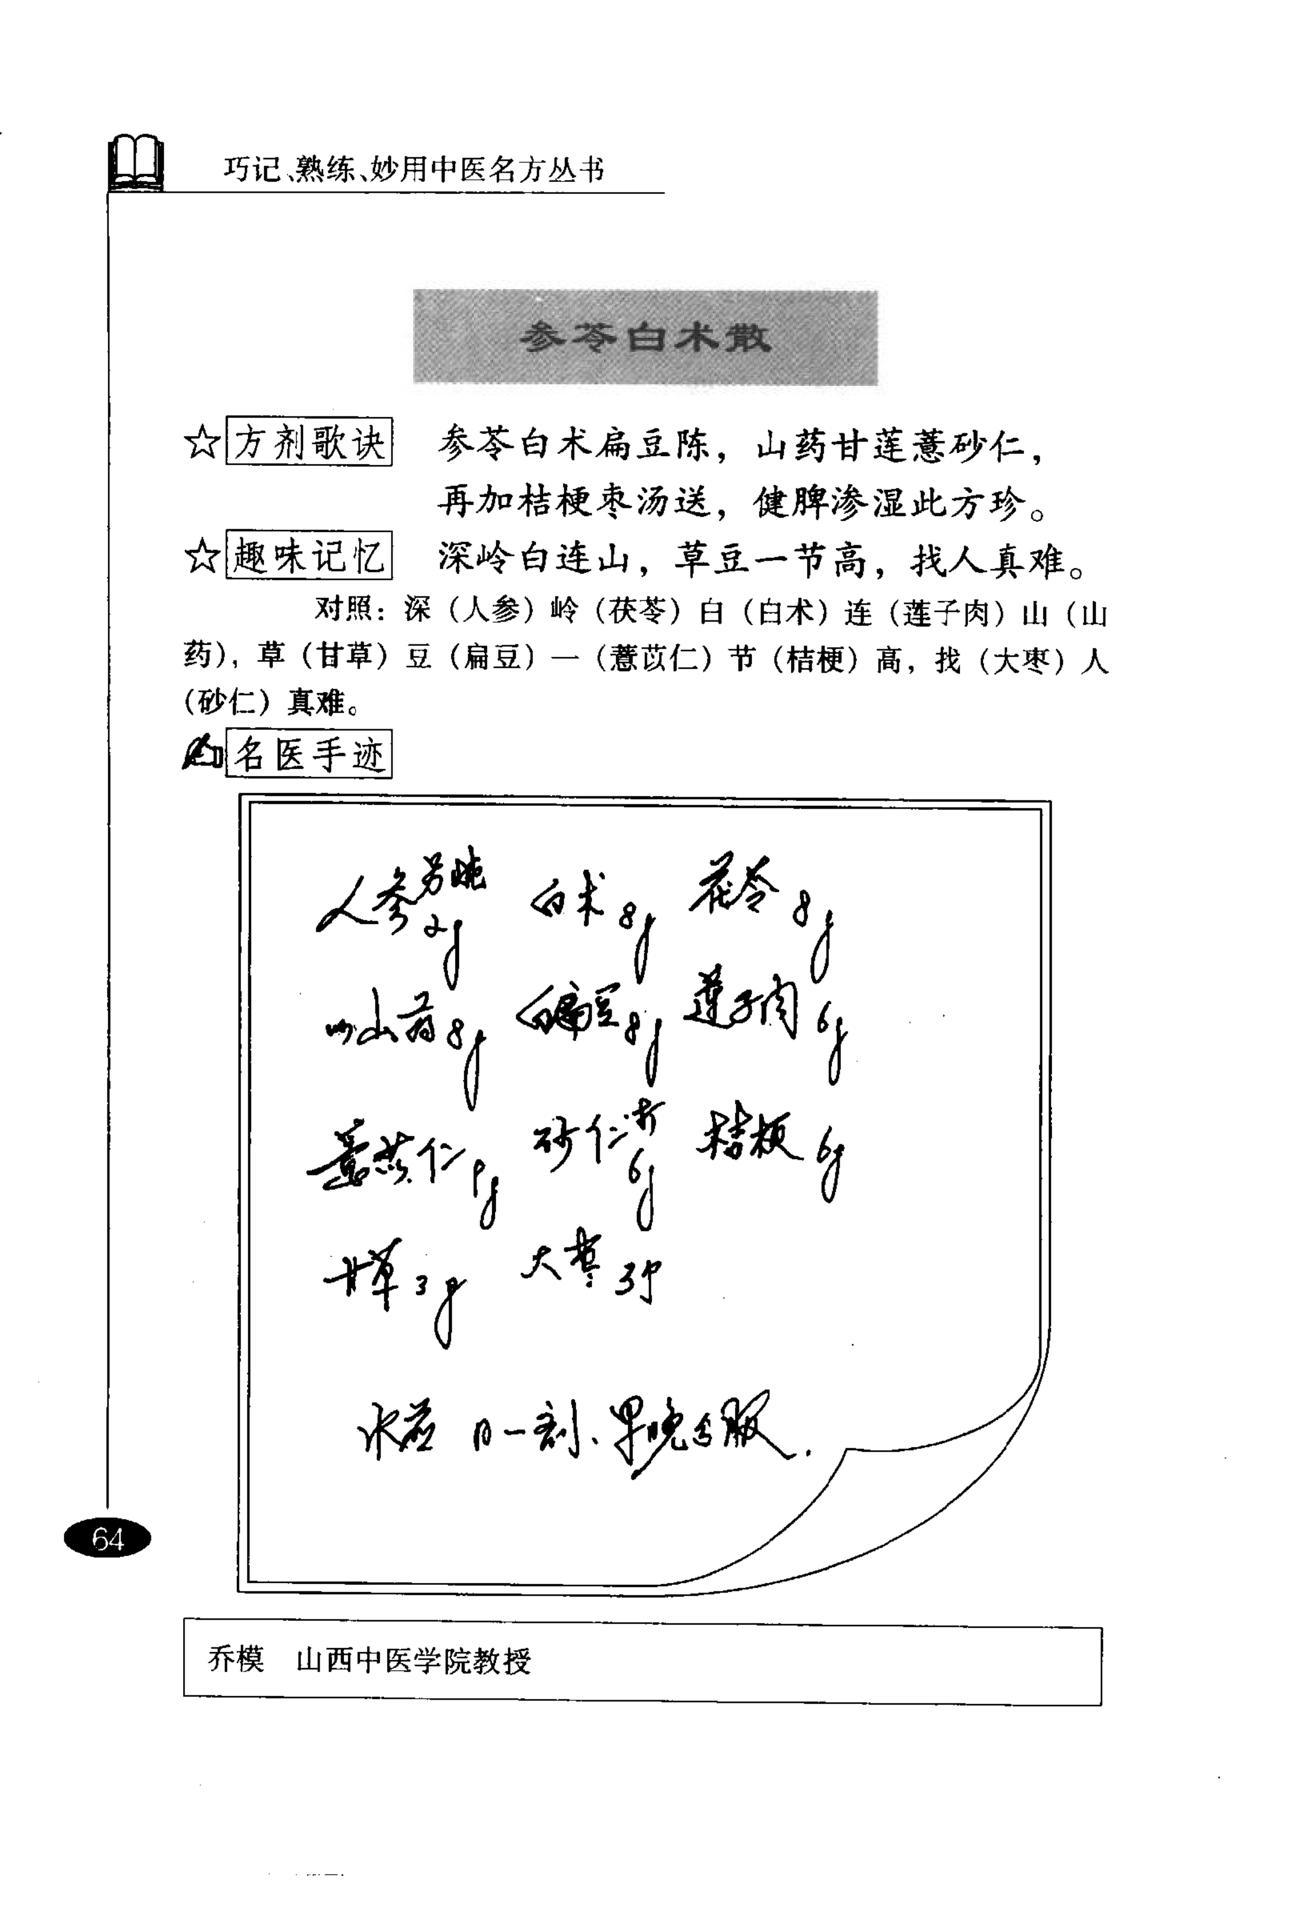 巧记、熟练、妙用中医名方丛书
参苓白术散
☆方剂歌诀 参苓白术扁豆陈，山药甘莲薏砂仁，
再加桔梗枣汤送，健脾渗湿此方珍。
☆趣味记忆 深岭白连山，草豆一节高，找人真难。
对照：深（人参）岭（茯苓）白（白术）连（莲子肉）山（山
药），草（甘草）豆（扁豆）一（薏苡仁）节（桔梗）高，找（大枣）人
（砂仁）真难。
名医手迹
人参 另炖 2g 白术 8g 茯苓 8g
炒山药 8g 白扁豆 8g 莲子肉 6g
薏苡仁 砂仁 6g 桔梗 6g
甘草 3g 大枣 3个
水煎 日一剂、早晚分服.
64
乔模 山西中医学院教授